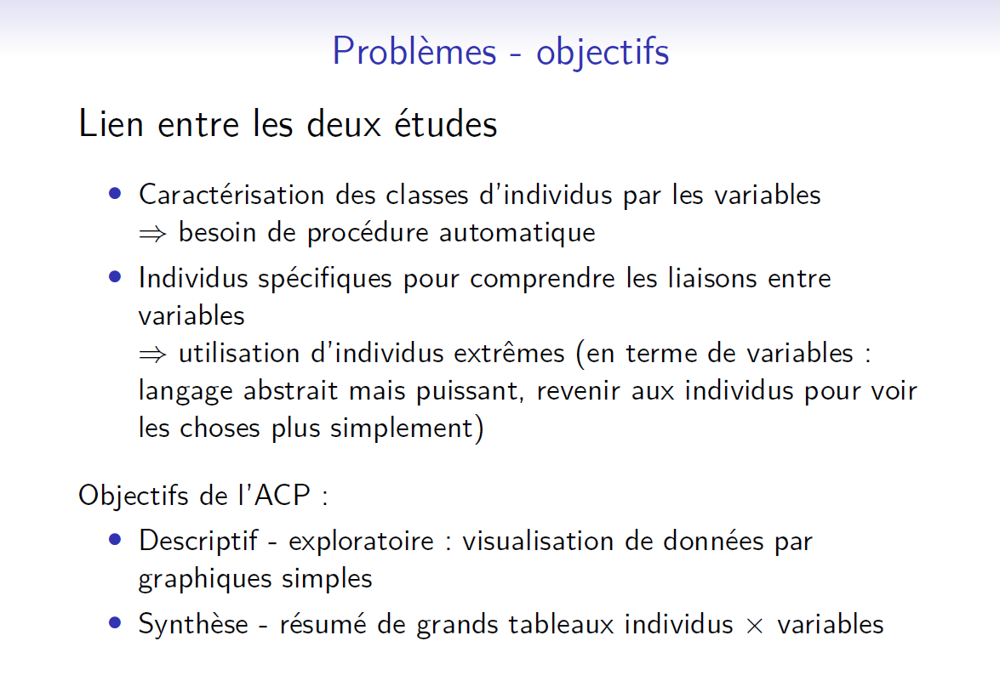 Problèmes - objectifs
Lien entre les deux études
• Caractérisation des classes d'individus par les variables
⇒ besoin de procédure automatique
• Individus spécifiques pour comprendre les liaisons entre
variables
⇒ utilisation d'individus extrêmes (en terme de variables :
langage abstrait mais puissant, revenir aux individus pour voir
les choses plus simplement)
Objectifs de l'ACP :
• Descriptif - exploratoire : visualisation de données par
graphiques simples
• Synthèse - résumé de grands tableaux individus × variables